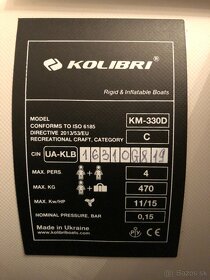 KOLIBRI
Rigid & Inflatable Boats
MODEL KM-330D
CONFORMS TO ISO 6185
DIRECTIVE 2013/53/EU
RECREATIONAL CRAFT, CATEGORY C
CIN UA-KLB 16310G819
MAX. PERS 4
MAX. KG 470
MAX. Kw/HP 11/15
NOMINAL PRESSURE, BAR 0,15
Made in Ukraine
www.kolibriboats.com
bazos.sk